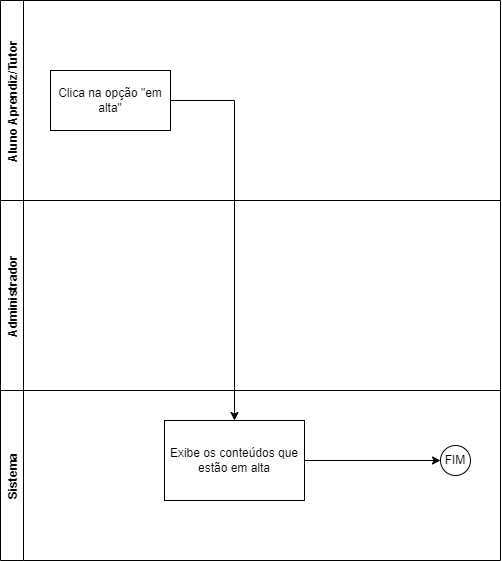 Aluno Aprendiz/Tutor
Clica na opção "em
alta"
Administrador
Sistema
Exibe os conteúdos que
estão em alta
FIM